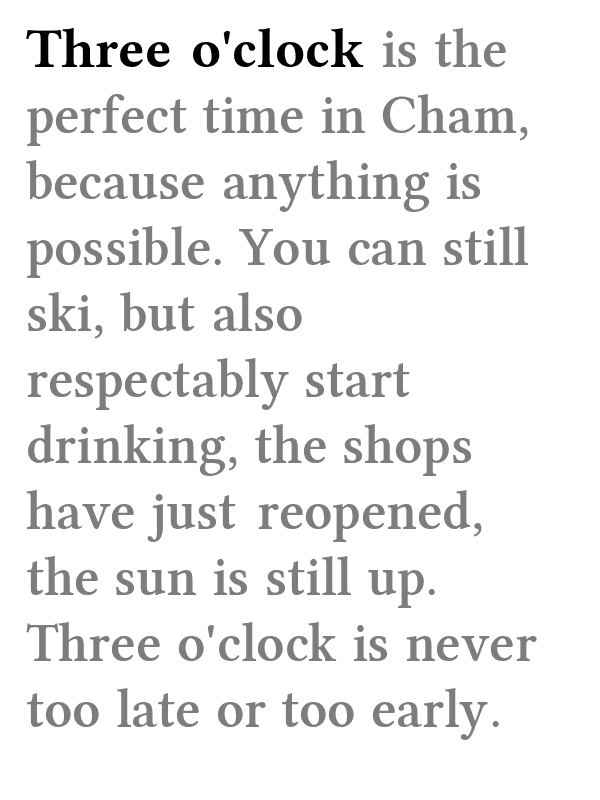 Three o'clock is the
perfect time in Cham,
because anything is
possible. You can still
ski, but also
respectably start
drinking, the shops
have just reopened,
the sun is still up.
Three o'clock is never
too late or too early.